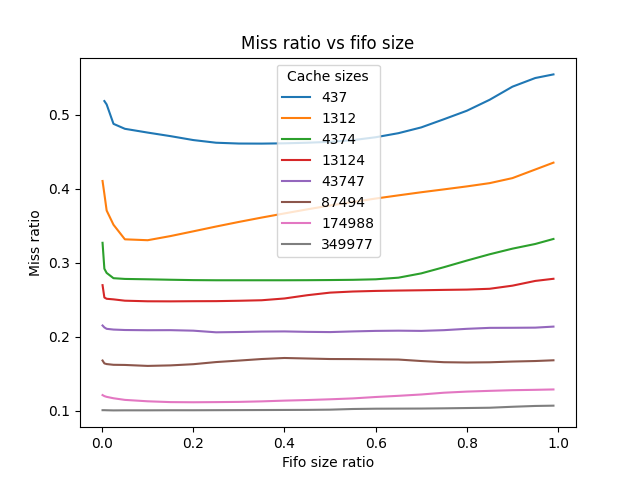 Miss ratio vs fifo size
Cache sizes
437
1312
4374
13124
43747
87494
174988
349977
0.5
0.4
0.3
0.2
0.1
Miss ratio
0.0 0.2 0.4 0.6 0.8 1.0
Fifo size ratio